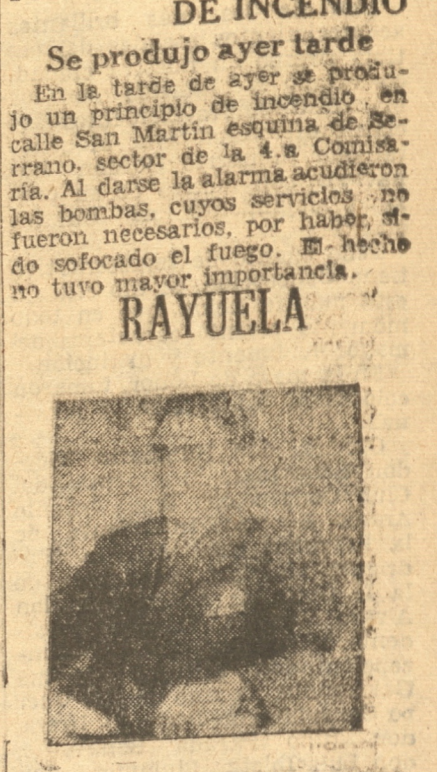 DE INCENDIO
Se produjo ayer tarde
En la tarde de ayer se produ-
jo un principio de incendio en
calle San Martín esquina de Se-
rrano, sector de la 4.a Comisa-
ría. Al darse la alarma acudieron
las bombas, cuyos servicios no
fueron necesarios, por haber si-
do sofocado el fuego. El hecho
no tuvo mayor importancia.
RAYUELA